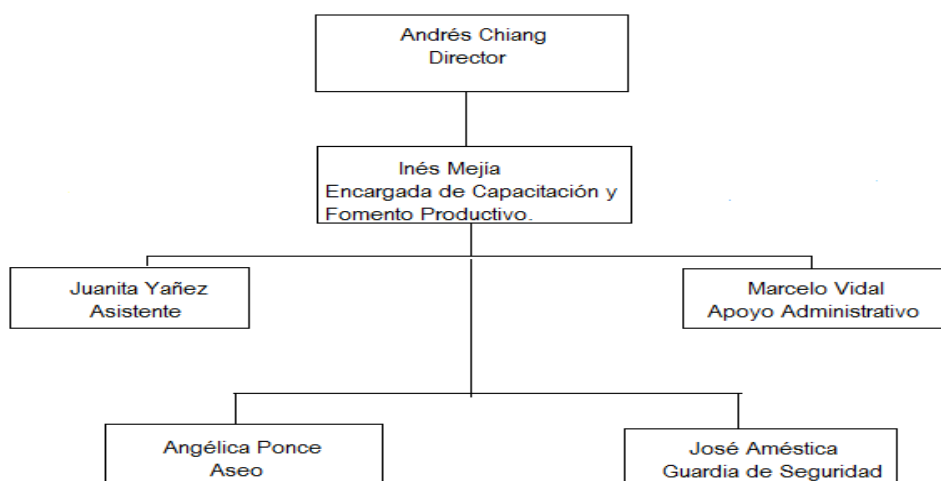 Andrés Chiang
Director
Inés Mejía
Encargada de Capacitación y
Fomento Productivo.
Juanita Yañez
Asistente
Marcelo Vidal
Apoyo Administrativo
Angélica Ponce
Aseo
José Améstica
Guardia de Seguridad